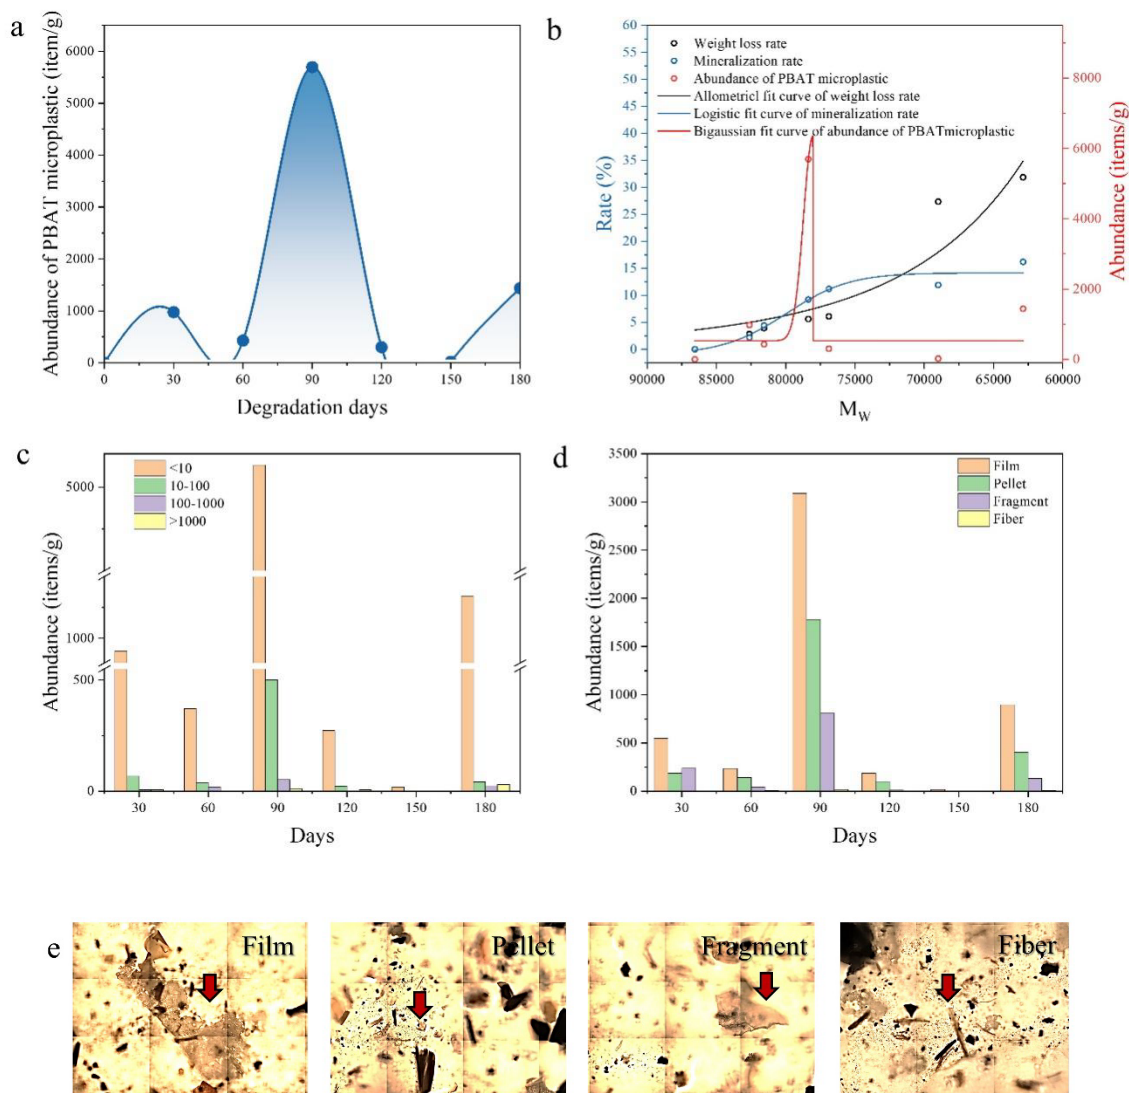 a
Abundance of PBAT microplastic (item/g)
6000
5000
4000
3000
2000
1000
0
0 30 60 90 120 150 180
Degradation days
b
Rate (%)
60
55
50
45
40
35
30
25
20
15
10
5
0
Weight loss rate
Mineralization rate
Abundance of PBAT microplastic
Allometricl fit curve of weight loss rate
Logistic fit curve of mineralization rate
Bigaussian fit curve of abundance of PBATmicroplastic
8000
6000
4000
2000
0
Abundance (items/g)
90000 85000 80000 75000 70000 65000 60000
MW
c
Abundance (items/g)
5000
1000
500
0
<10
10-100
100-1000
>1000
30 60 90 120 150 180
Days
d
Abundance (items/g)
3500
3000
2500
2000
1500
1000
500
0
Film
Pellet
Fragment
Fiber
30 60 90 120 150 180
Days
e
Film
Pellet
Fragment
Fiber